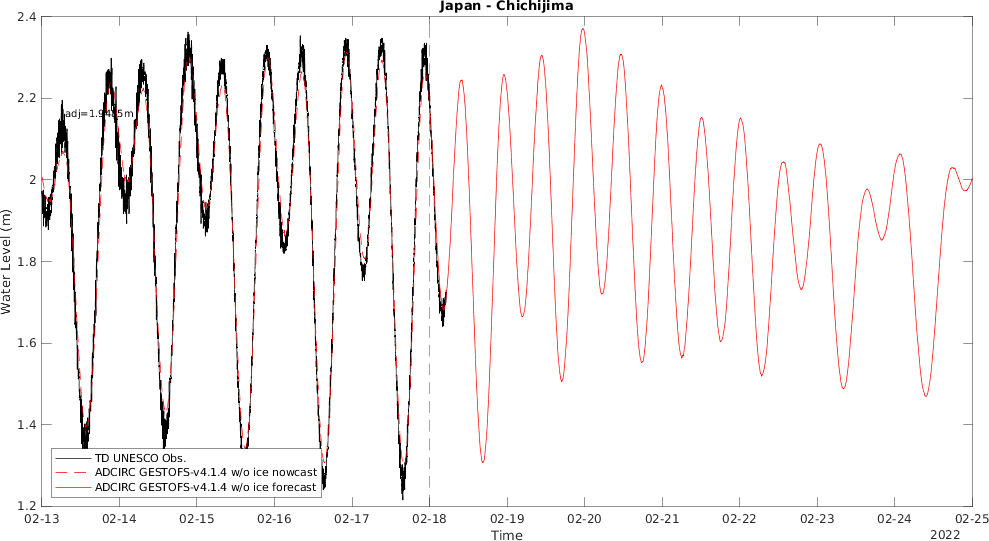 Japan - Chichijima
2.4
2.2
2
1.8
1.6
1.4
1.2
Water Level (m)
adj=1.9485m
TD UNESCO Obs.
ADCIRC GESTOFS-v4.1.4 w/o ice nowcast
ADCIRC GESTOFS-v4.1.4 w/o ice forecast
02-13 02-14 02-15 02-16 02-17 02-18 02-19 02-20 02-21 02-22 02-23 02-24 02-25
Time
2022